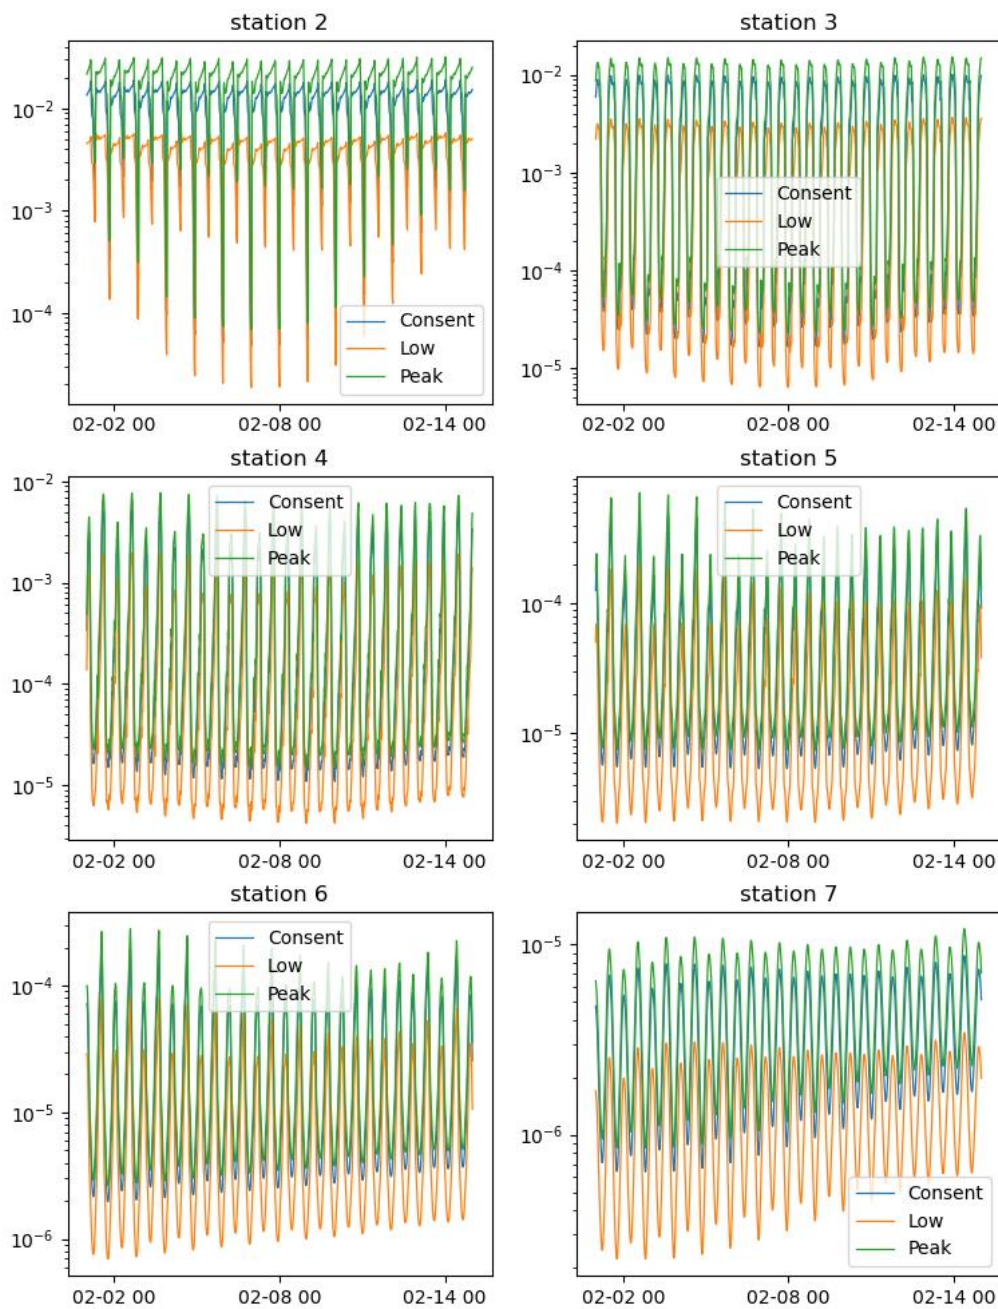 station 2
10⁻²
10⁻³
10⁻⁴
Consent
Low
Peak
02-02 00
02-08 00
02-14 00
station 3
10⁻²
10⁻³
10⁻⁴
10⁻⁵
Consent
Low
Peak
02-02 00
02-08 00
02-14 00
station 4
10⁻²
10⁻³
10⁻⁴
10⁻⁵
Consent
Low
Peak
02-02 00
02-08 00
02-14 00
station 5
10⁻⁴
10⁻⁵
Consent
Low
Peak
02-02 00
02-08 00
02-14 00
station 6
10⁻⁴
10⁻⁵
10⁻⁶
Consent
Low
Peak
02-02 00
02-08 00
02-14 00
station 7
10⁻⁵
10⁻⁶
Consent
Low
Peak
02-02 00
02-08 00
02-14 00